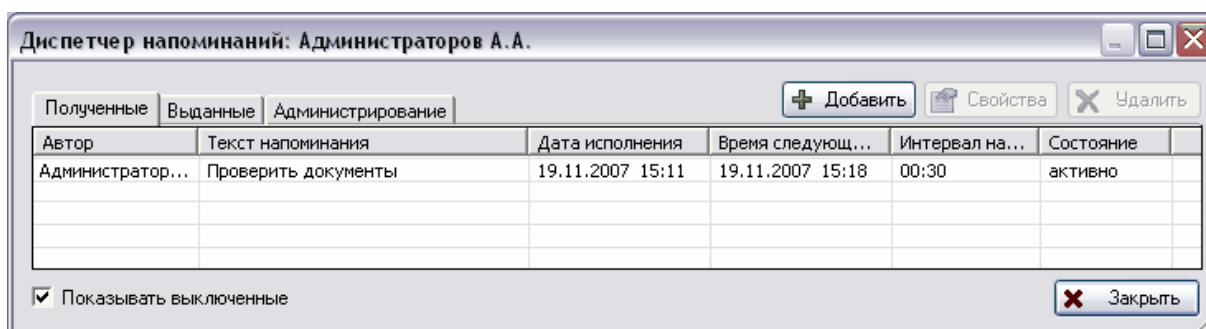 Диспетчер напоминаний: Администраторов А.А.
Полученные Выданные Администрирование Добавить Свойства Удалить
Автор Текст напоминания Дата исполнения Время следующ... Интервал на... Состояние
Администратор... Проверить документы 19.11.2007 15:11 19.11.2007 15:18 00:30 активно
Показывать выключенные Закрыть